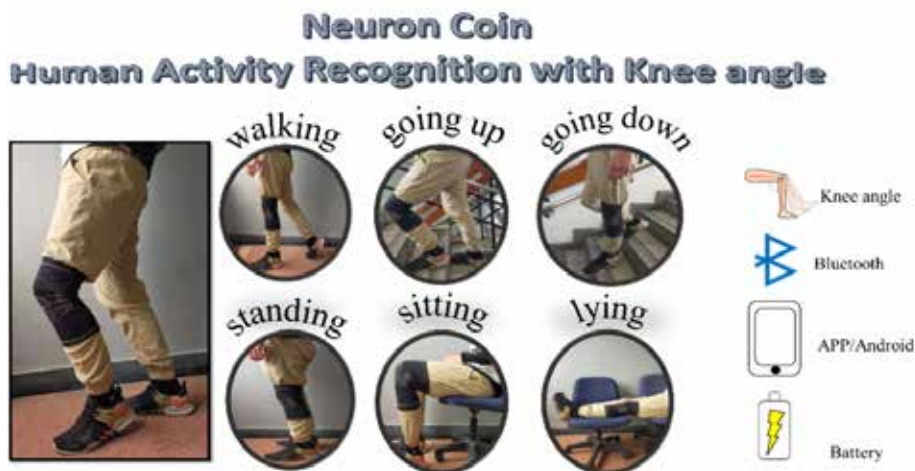 Neuron Coin
Human Activity Recognition with Knee angle
walking
going up
going down
standing
sitting
lying
Knee angle
Bluetooth
APP/Android
Battery